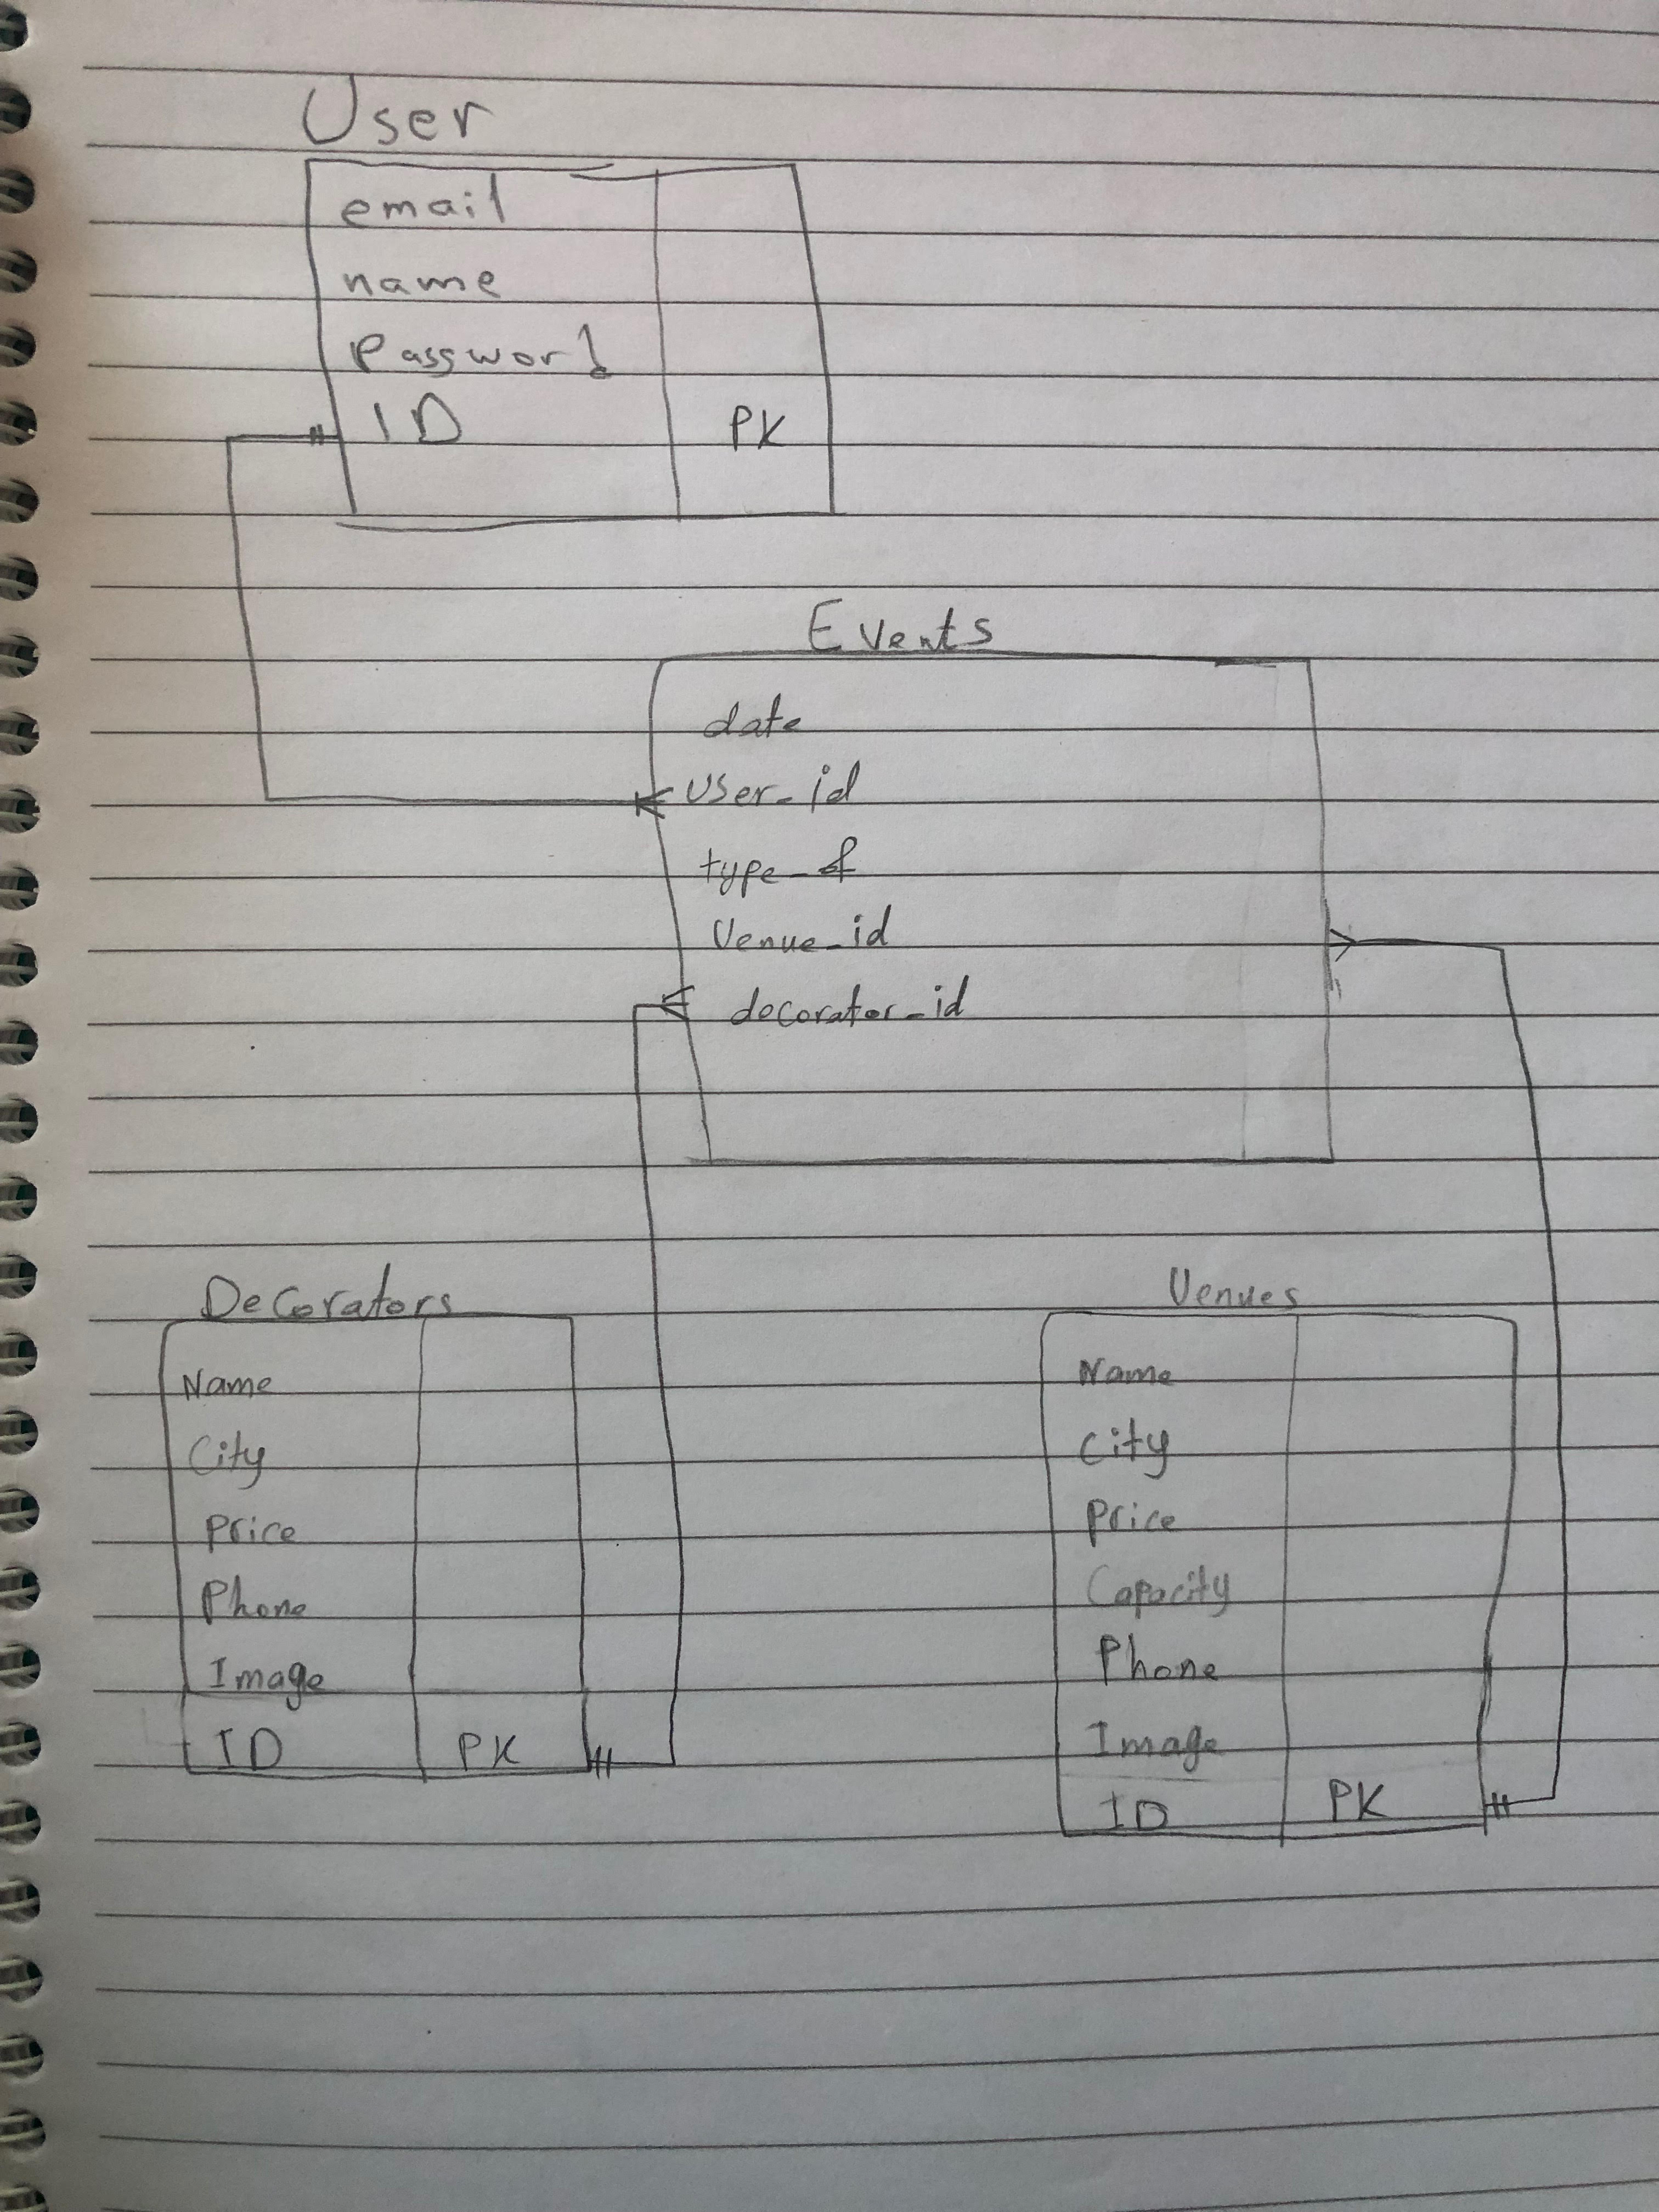 User
email
name
Password
ID PK
Events
date
user_id
type_of
Venue_id
decorator_id
Decorators
Name
City
Price
Phone
Image
ID PK
Venues
Name
City
Price
Capacity
Phone
Image
ID PK